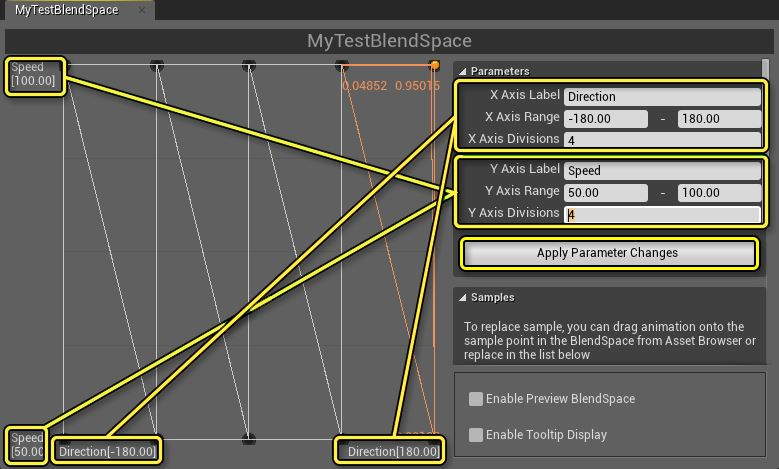 MyTestBlendSpace
MyTestBlendSpace
Speed
[100.00]
0.04852 0.95015
Parameters
X Axis Label Direction
X Axis Range -180.00 - 180.00
X Axis Divisions 4
Y Axis Label Speed
Y Axis Range 50.00 - 100.00
Y Axis Divisions 4
Apply Parameter Changes
Samples
To replace sample, you can drag animation onto the
sample point in the BlendSpace from Asset Browser or
replace in the list below
Enable Preview BlendSpace
Enable Tooltip Display
Speed
[50.00
Direction[-180.00]
Direction[180.00]